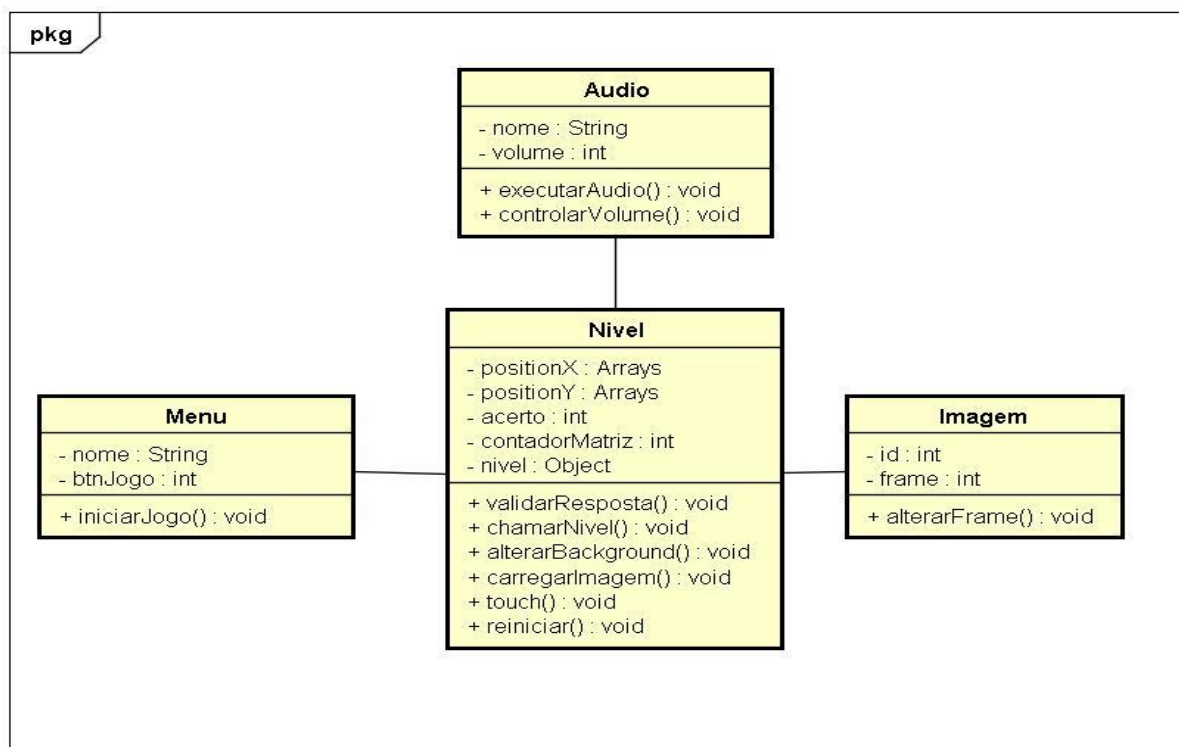 pkg
Audio
- nome : String
- volume : int
+ executarAudio() : void
+ controlarVolume() : void
Nivel
- positionX : Arrays
- positionY : Arrays
- acerto : int
- contadorMatriz : int
- nivel : Object
+ validarResposta() : void
+ chamarNivel() : void
+ alterarBackground() : void
+ carregarImagem() : void
+ touch() : void
+ reiniciar() : void
Menu
- nome : String
- btnJogo : int
+ iniciarJogo() : void
Imagem
- id : int
- frame : int
+ alterarFrame() : void